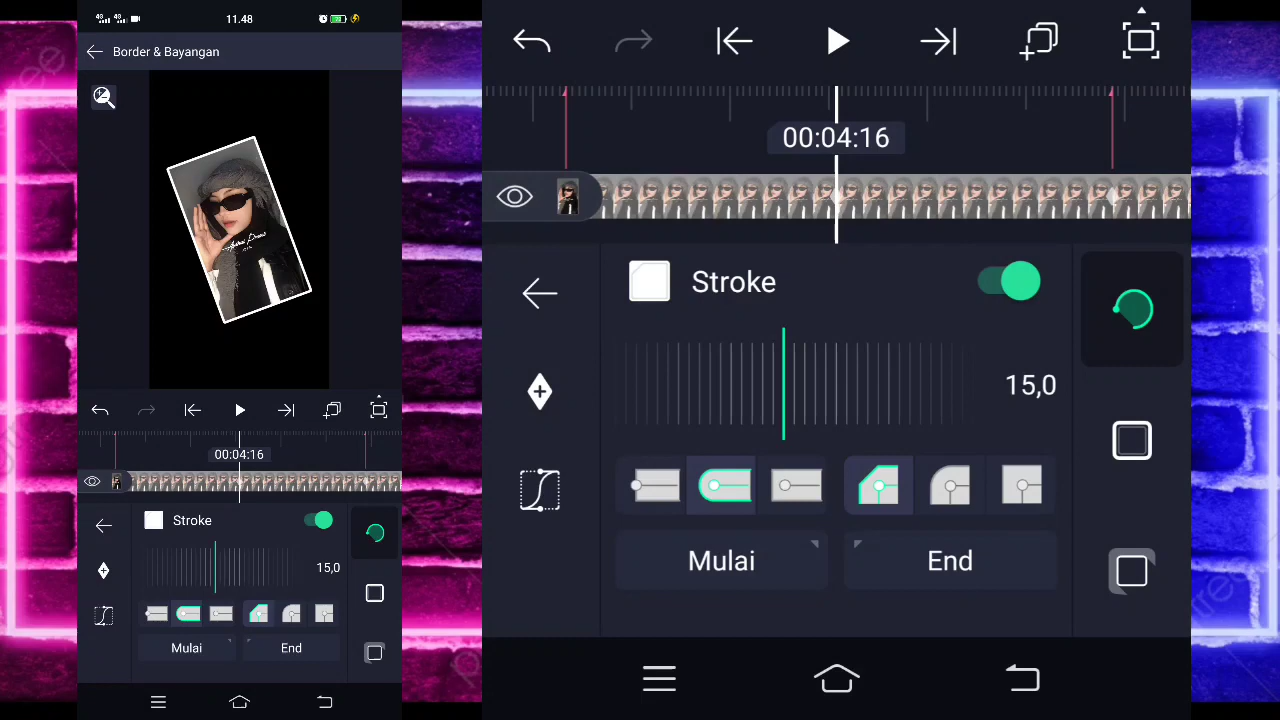 11.48
Border & Bayangan
00:04:16
Stroke
15,0
Mulai
End
00:04:16
Stroke
15,0
Mulai
End